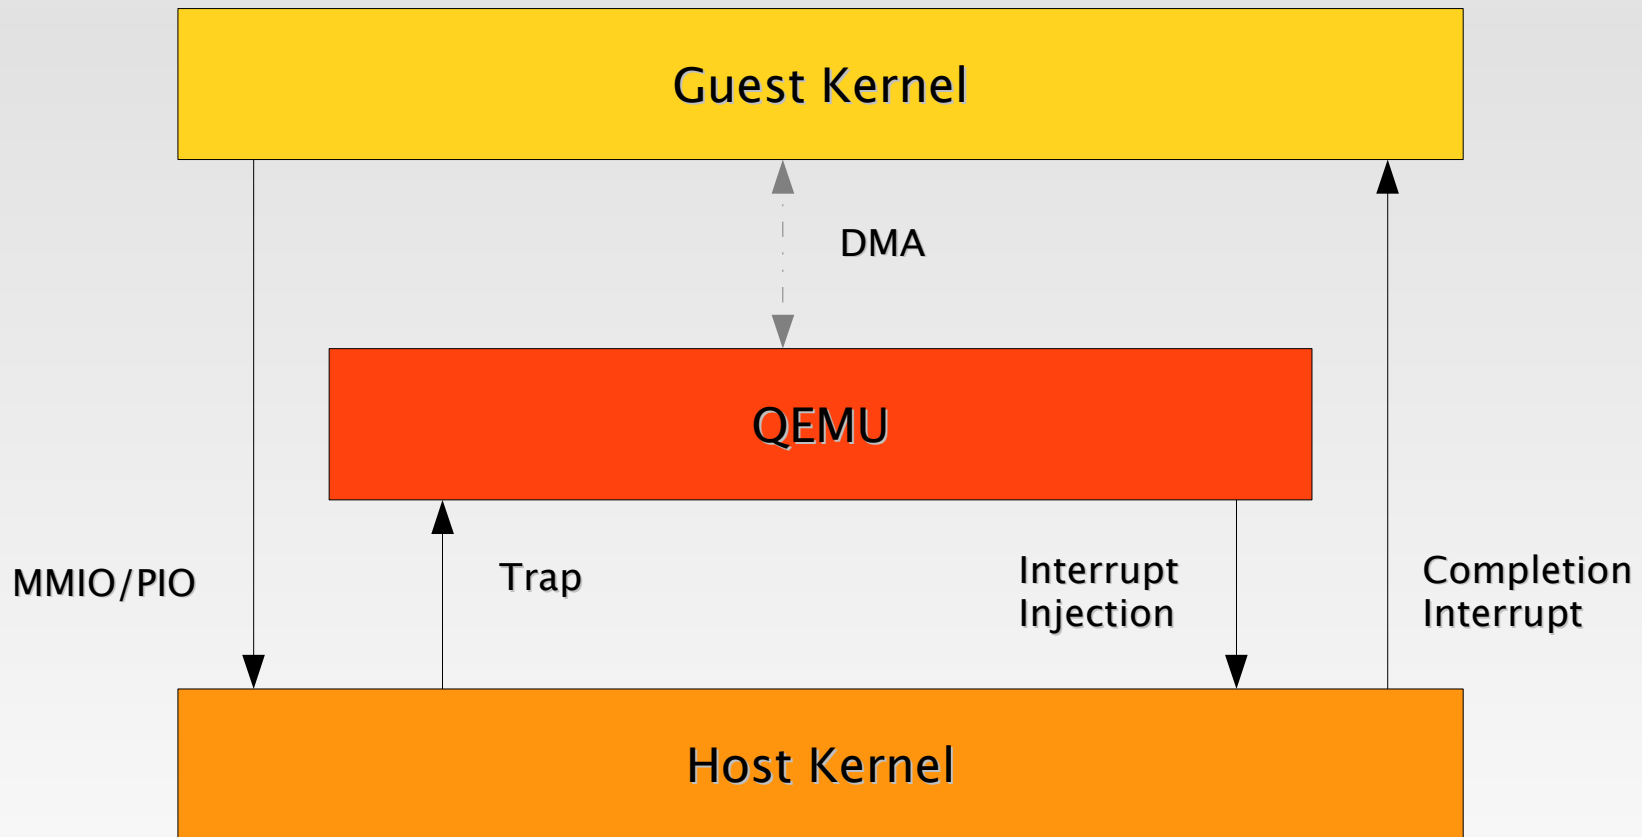 Guest Kernel
DMA
QEMU
MMIO/PIO
Trap
Interrupt
Injection
Completion
Interrupt
Host Kernel